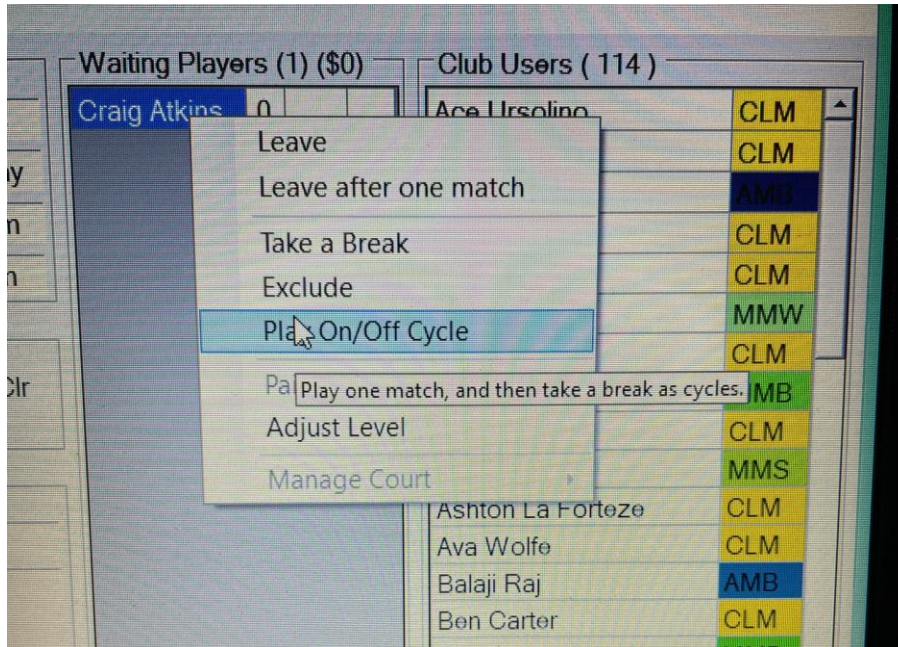 Waiting Players (1) ($0)
Club Users ( 114 )
Craig Atkins 0
Ace Ursolino CLM
Leave
CLM
Leave after one match
AMB
Take a Break
CLM
Exclude
CLM
Play On/Off Cycle
MMW
CLM
Play one match, and then take a break as cycles.
Adjust Level
CLM
Manage Court
MMS
Ashton La Forteze CLM
Ava Wolfe CLM
Balaji Raj AMB
Ben Carter CLM
Clr